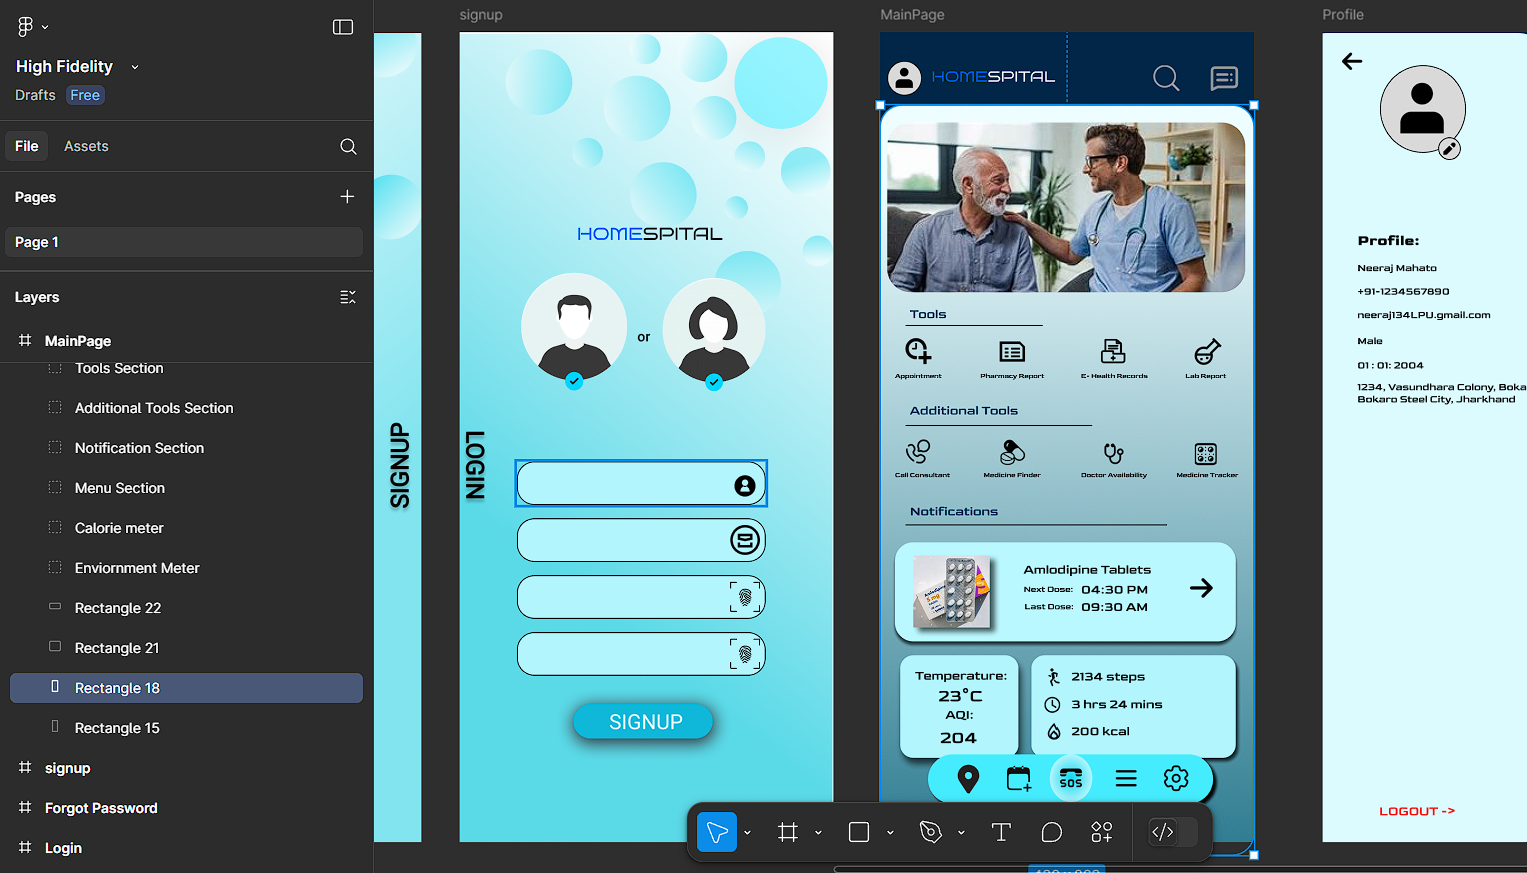 High Fidelity
Drafts Free
File Assets
Pages
Page 1
Layers
MainPage
Tools Section
Additional Tools Section
Notification Section
Menu Section
Calorie meter
Enviornment Meter
Rectangle 22
Rectangle 21
Rectangle 18
Rectangle 15
signup
Forgot Password
Login
SIGNUP
signup
HOMESPITAL
or
LOGIN
SIGNUP
MainPage
HOMESPITAL
Tools
Appointment Pharmacy Report E- Health Records Lab Report
Additional Tools
Call Consultant Medicine Finder Doctor Availability Medicine Tracker
Notifications
Amlodipine Tablets
Next Dose: 04:30 PM
Last Dose: 09:30 AM
Temperature:
23°C
AQI:
204
2134 steps
3 hrs 24 mins
200 kcal
SOS
Profile
Profile:
Neeraj Mahato
+91-1234567890
neeraj134LPU.gmail.com
Male
01 : 01: 2004
1234, Vasundhara Colony, Boka
Bokaro Steel City, Jharkhand
LOGOUT ->